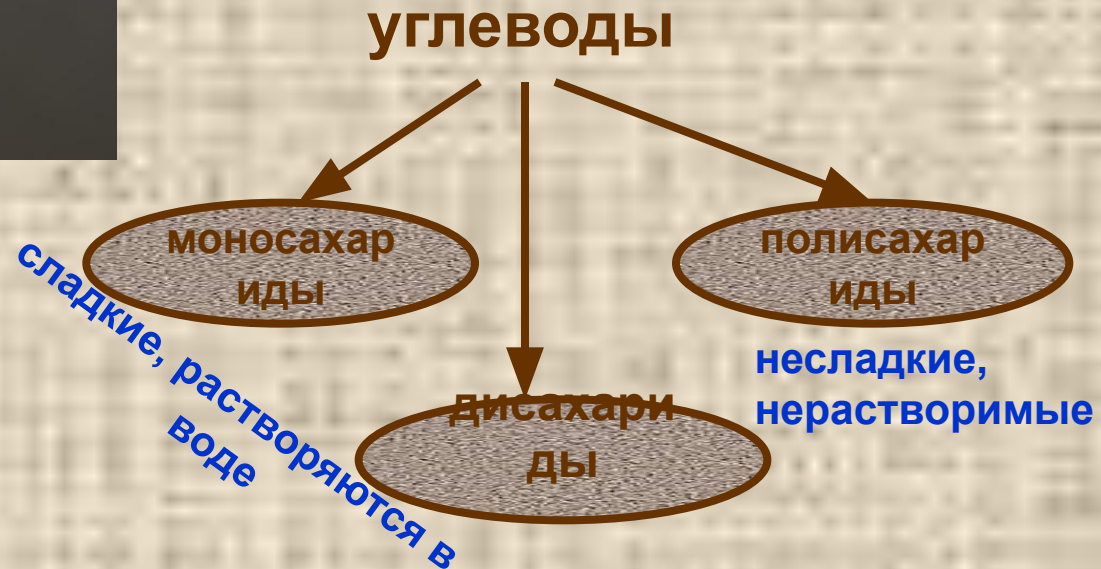 углеводы
моносахар
иды
полисахар
иды
сладкие, растворяются в
воде
несладкие,
нерастворимые
дисахари
ды